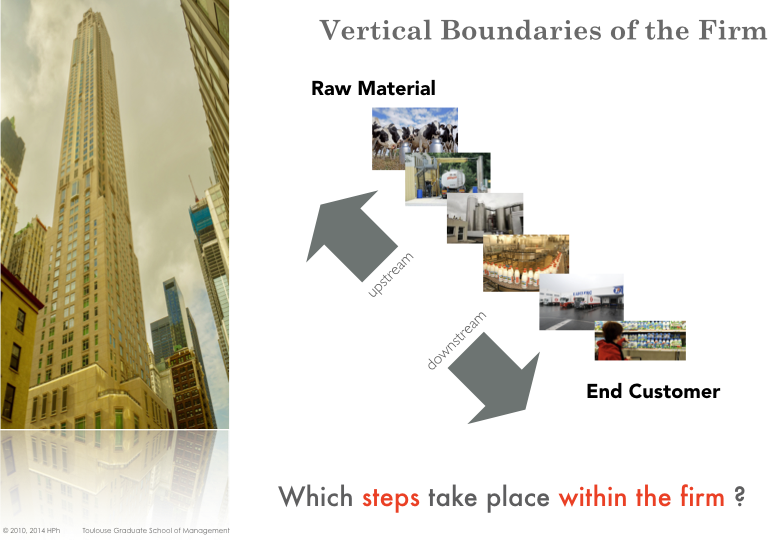 Vertical Boundaries of the Firm
Raw Material
upstream
downstream
End Customer
Which steps take place within the firm ?
© 2010, 2014 HPh Toulouse Graduate School of Management